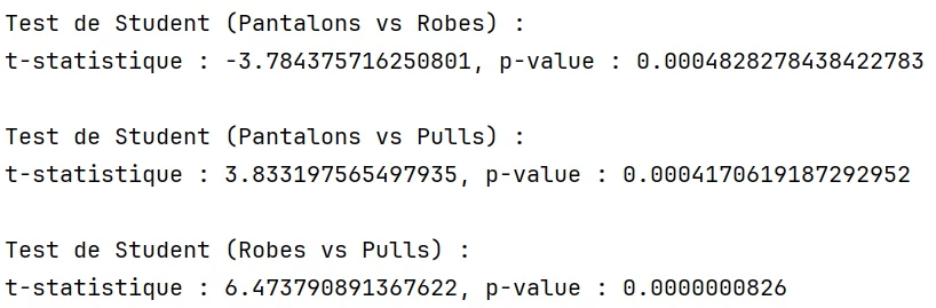 Test de Student (Pantalons vs Robes) :
t-statistique : -3.784375716250801, p-value : 0.0004828278438422783
Test de Student (Pantalons vs Pulls) :
t-statistique : 3.833197565497935, p-value : 0.0004170619187292952
Test de Student (Robes vs Pulls) :
t-statistique : 6.473790891367622, p-value : 0.0000000826